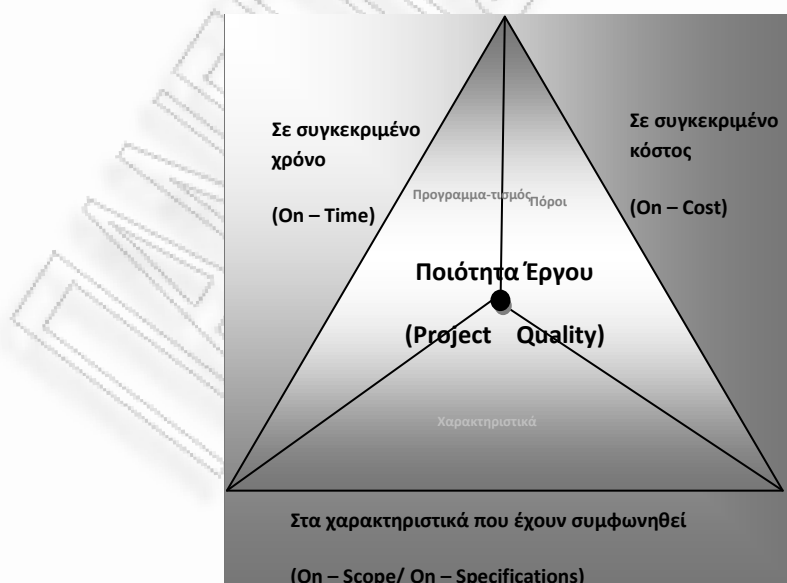 Σε συγκεκριμένο
χρόνο
(On – Time)
Σε συγκεκριμένο
κόστος
(On – Cost)
Προγραμμα-τισμός
Πόροι
Ποιότητα Έργου
(Project Quality)
Χαρακτηριστικά
Στα χαρακτηριστικά που έχουν συμφωνηθεί
(On – Scope/ On – Specifications)